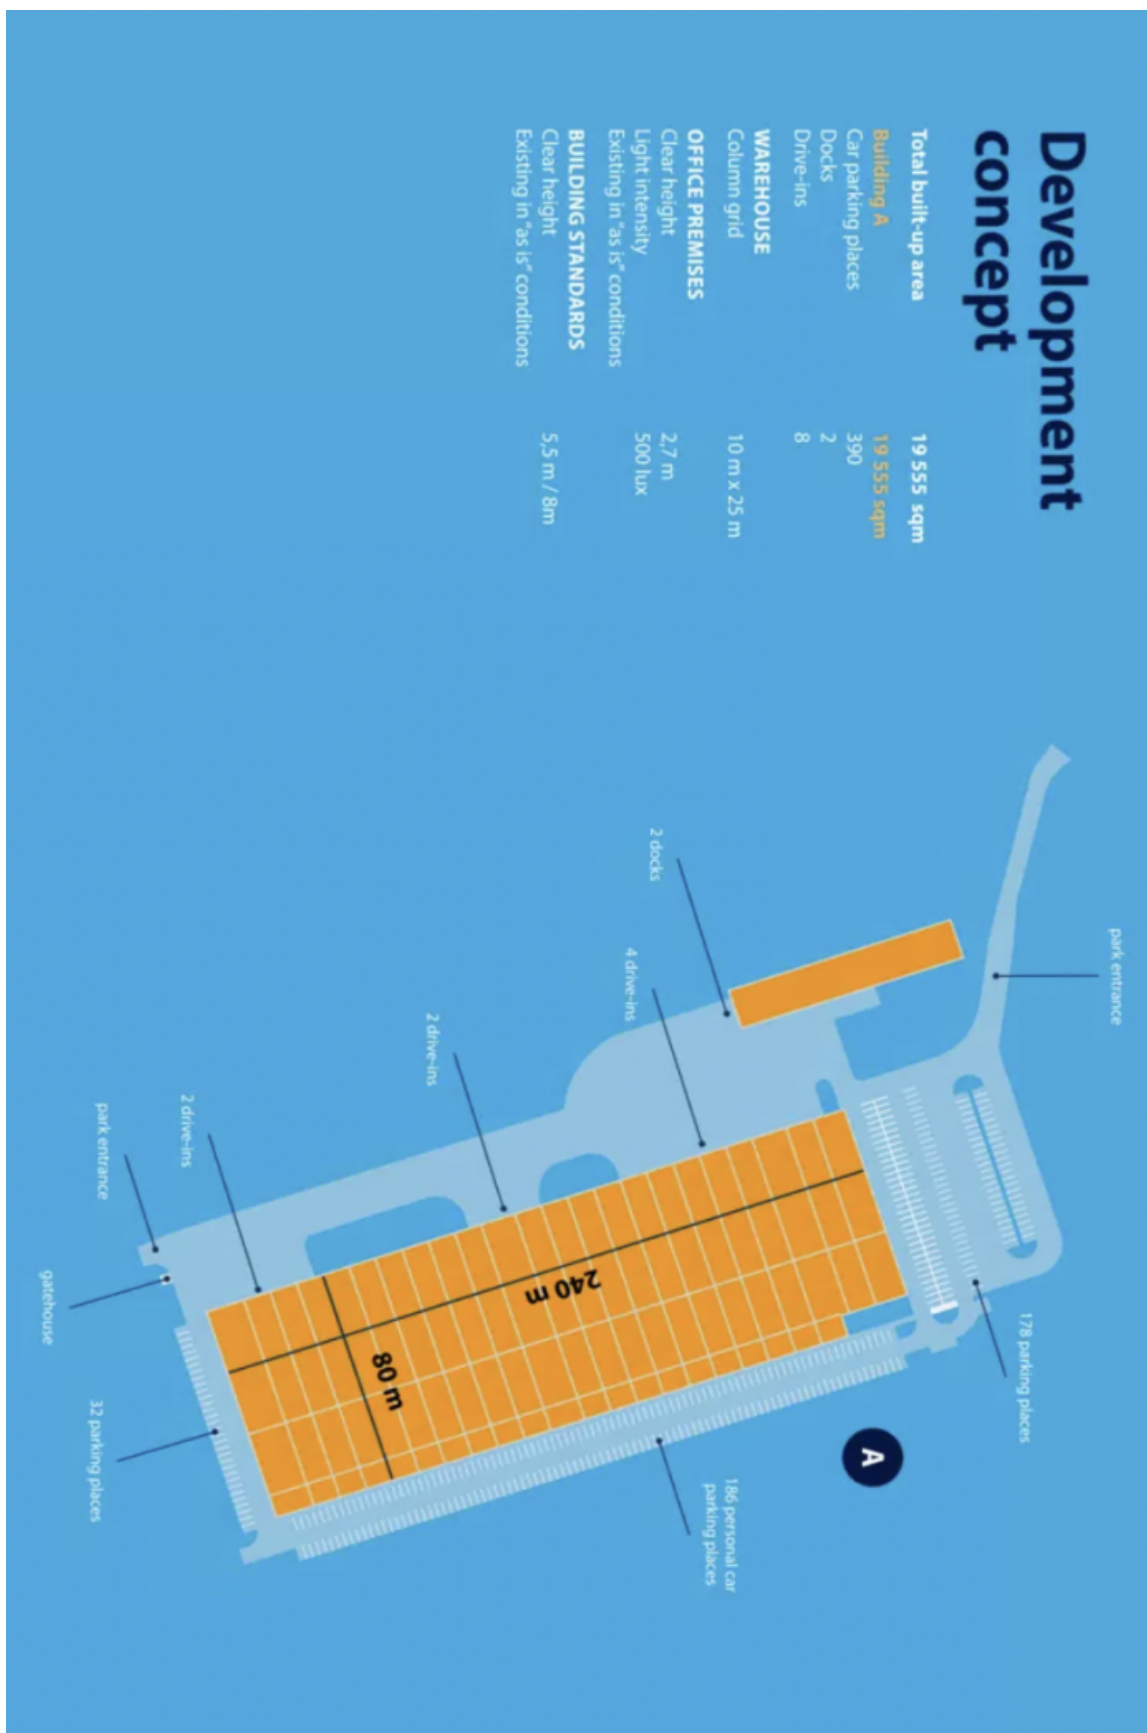 Development
concept
Total built-up area 19 555 sqm
Building A 19 555 sqm
Car parking places 390
Docks 2
Drive-ins 8
WAREHOUSE
Column grid 10 m x 25 m
OFFICE PREMISES
Clear height 2,7 m
Light intensity 500 lux
Existing in "as is" conditions
BUILDING STANDARDS
Clear height 5,5 m / 8m
Existing in "as is" conditions
park entrance
2 docks
4 drive-ins
2 drive-ins
2 drive-ins
park entrance
gatehouse
32 parking places
240 m
80 m
178 parking places
A
186 personal car
parking places